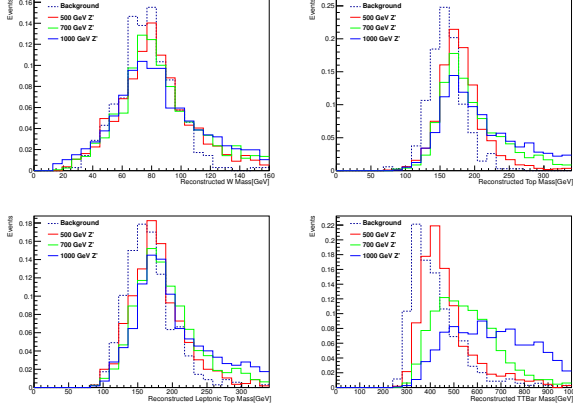 Events
0.16
0.14
0.12
0.1
0.08
0.06
0.04
0.02
0
Background
500 GeV Z'
700 GeV Z'
1000 GeV Z'
0 20 40 60 80 100 120 140 160
Reconstructed W Mass[GeV]
Events
0.25
0.2
0.15
0.1
0.05
0
Background
500 GeV Z'
700 GeV Z'
1000 GeV Z'
50 100 150 200 250 300
Reconstructed Top Mass[GeV]
Events
0.18
0.16
0.14
0.12
0.1
0.08
0.06
0.04
0.02
Background
500 GeV Z'
700 GeV Z'
1000 GeV Z'
0 50 100 150 200 250 300
Reconstructed Leptonic Top Mass[GeV]
Events
0.22
0.2
0.18
0.16
0.14
0.12
0.1
0.08
0.06
0.04
0.02
0
Background
500 GeV Z'
700 GeV Z'
1000 GeV Z'
0 100 200 300 400 500 600 700 800 900
Reconstructed TTBar Mass[GeV]